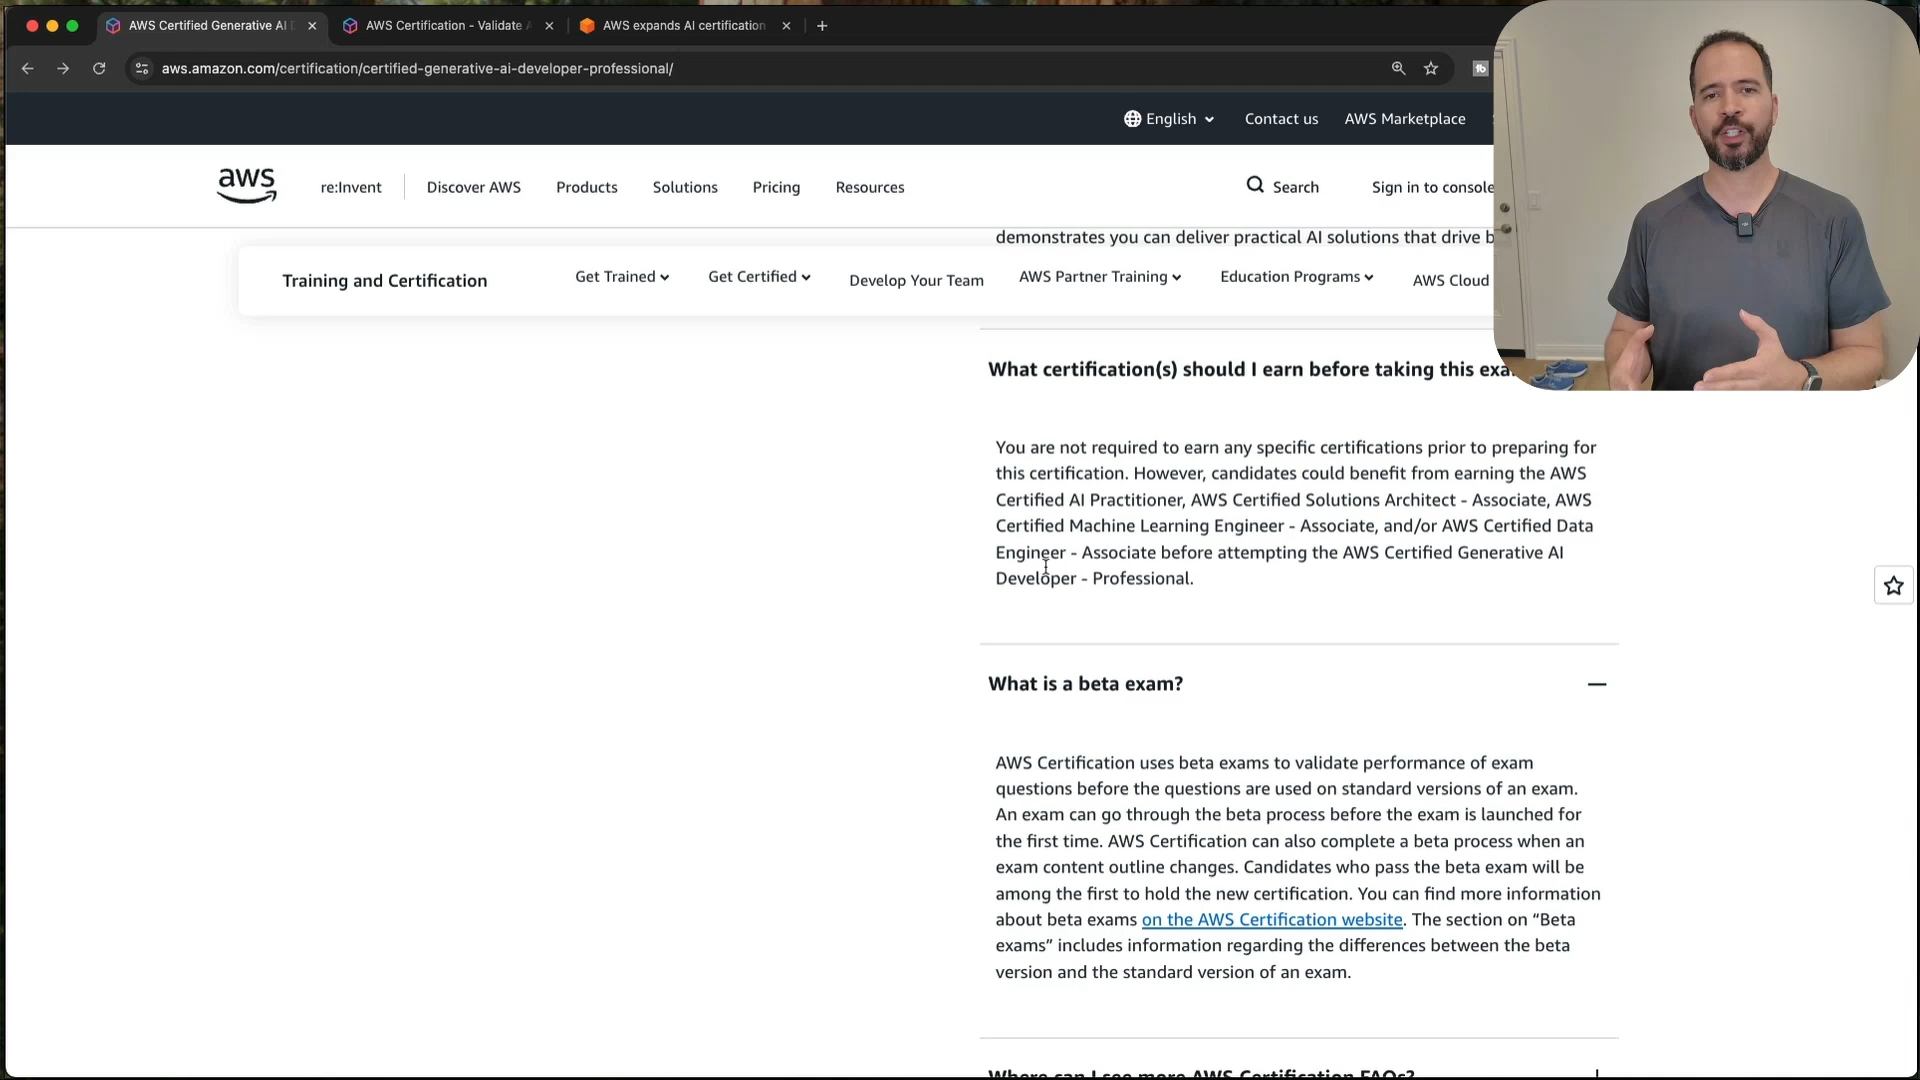 AWS Certified Generative AI D
AWS Certification - Validate A
AWS expands AI certification
aws.amazon.com/certification/certified-generative-ai-developer-professional/
English
Contact us
AWS Marketplace
aws
re:Invent
Discover AWS
Products
Solutions
Pricing
Resources
Search
Sign in to console
demonstrates you can deliver practical AI solutions that drive b
Training and Certification
Get Trained
Get Certified
Develop Your Team
AWS Partner Training
Education Programs
AWS Cloud
What certification(s) should I earn before taking this exa
You are not required to earn any specific certifications prior to preparing for
this certification. However, candidates could benefit from earning the AWS
Certified AI Practitioner, AWS Certified Solutions Architect - Associate, AWS
Certified Machine Learning Engineer - Associate, and/or AWS Certified Data
Engineer - Associate before attempting the AWS Certified Generative AI
Developer - Professional.
What is a beta exam?
AWS Certification uses beta exams to validate performance of exam
questions before the questions are used on standard versions of an exam.
An exam can go through the beta process before the exam is launched for
the first time. AWS Certification can also complete a beta process when an
exam content outline changes. Candidates who pass the beta exam will be
among the first to hold the new certification. You can find more information
about beta exams on the AWS Certification website. The section on “Beta
exams” includes information regarding the differences between the beta
version and the standard version of an exam.
Where can I see more AWS Certification FAQs?